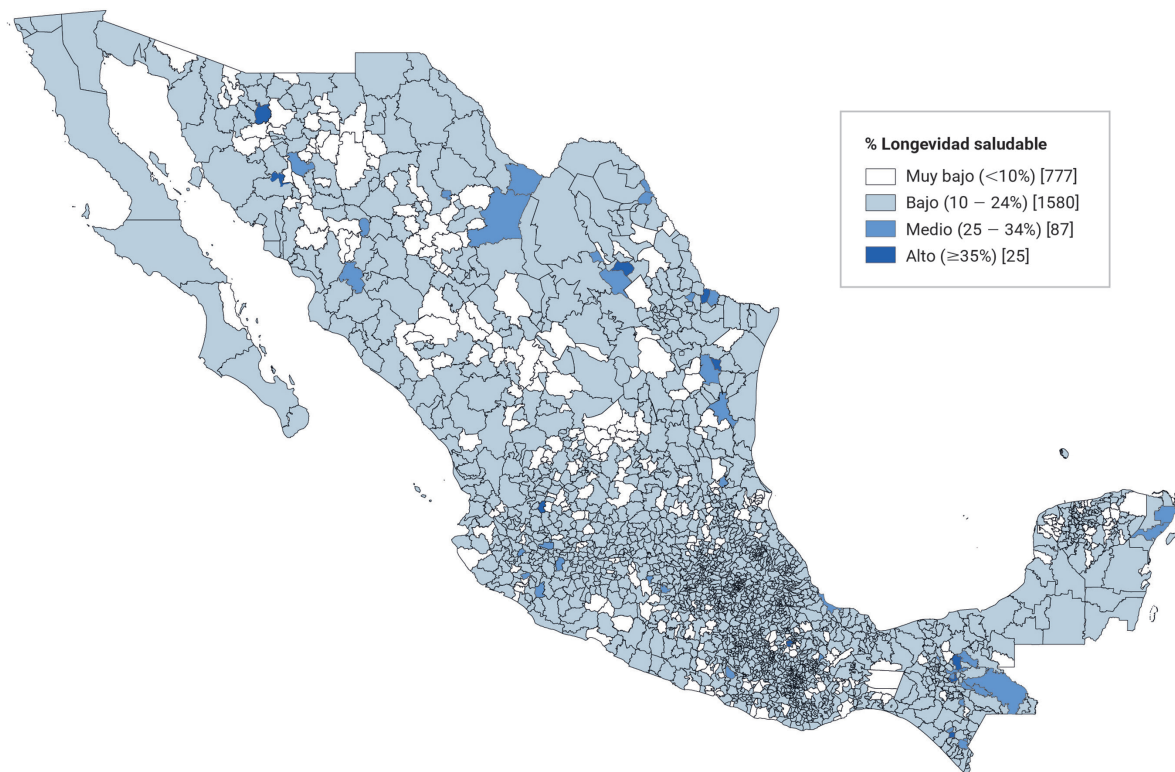 % Longevidad saludable
Muy bajo (<10%) [777]
Bajo (10 – 24%) [1580]
Medio (25 – 34%) [87]
Alto (≥35%) [25]